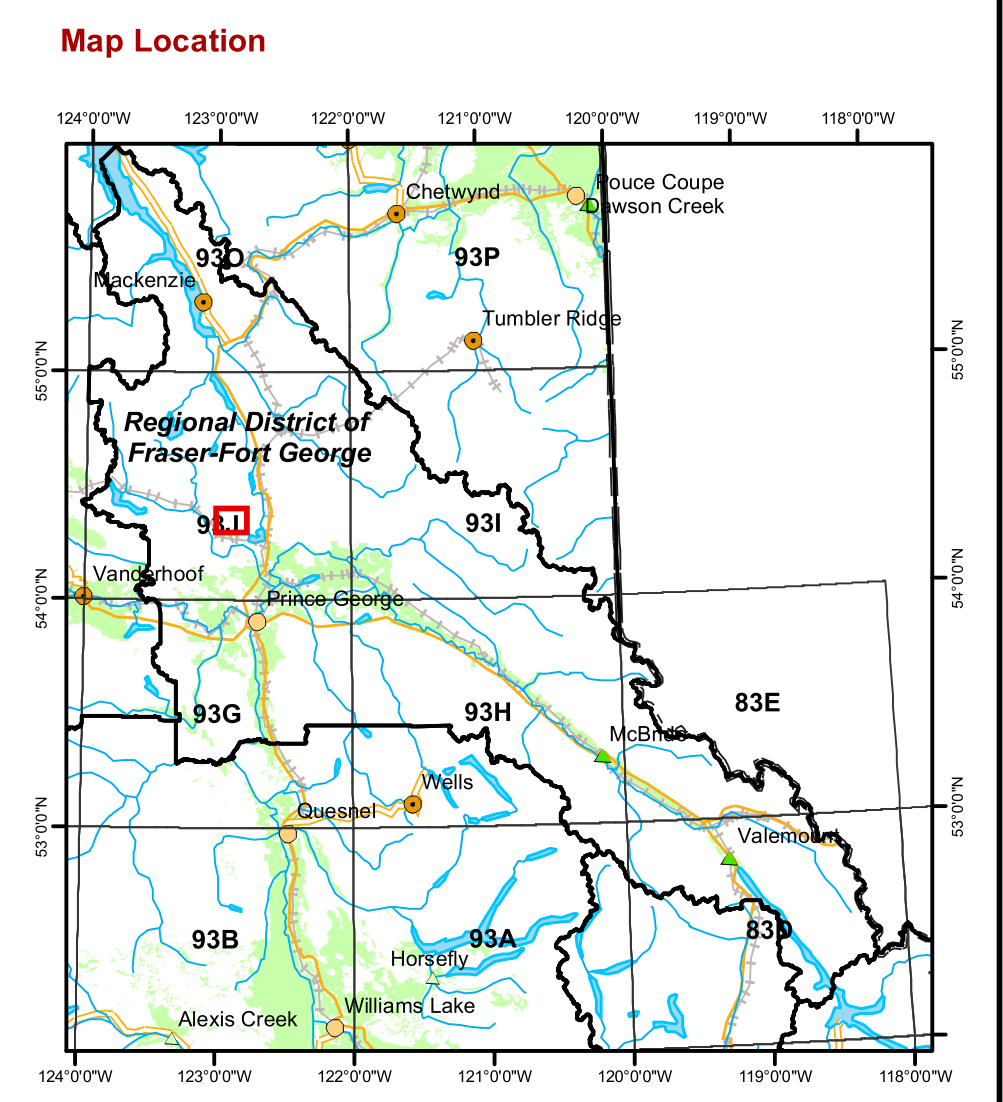 Map Location
124°0'0"W 123°0'0"W 122°0'0"W 121°0'0"W 120°0'0"W 119°0'0"W 118°0'0"W
Chetwynd
Pouce Coupe
Dawson Creek
93O
93P
Mackenzie
Tumbler Ridge
55°0'0"N
55°0'0"N
Regional District of
Fraser-Fort George
93J
93I
Vanderhoof
54°0'0"N
54°0'0"N
Prince George
93G
93H
83E
McBride
Wells
Quesnel
53°0'0"N
53°0'0"N
Valemount
93B
93A
83D
Horsefly
Williams Lake
Alexis Creek
124°0'0"W 123°0'0"W 122°0'0"W 121°0'0"W 120°0'0"W 119°0'0"W 118°0'0"W